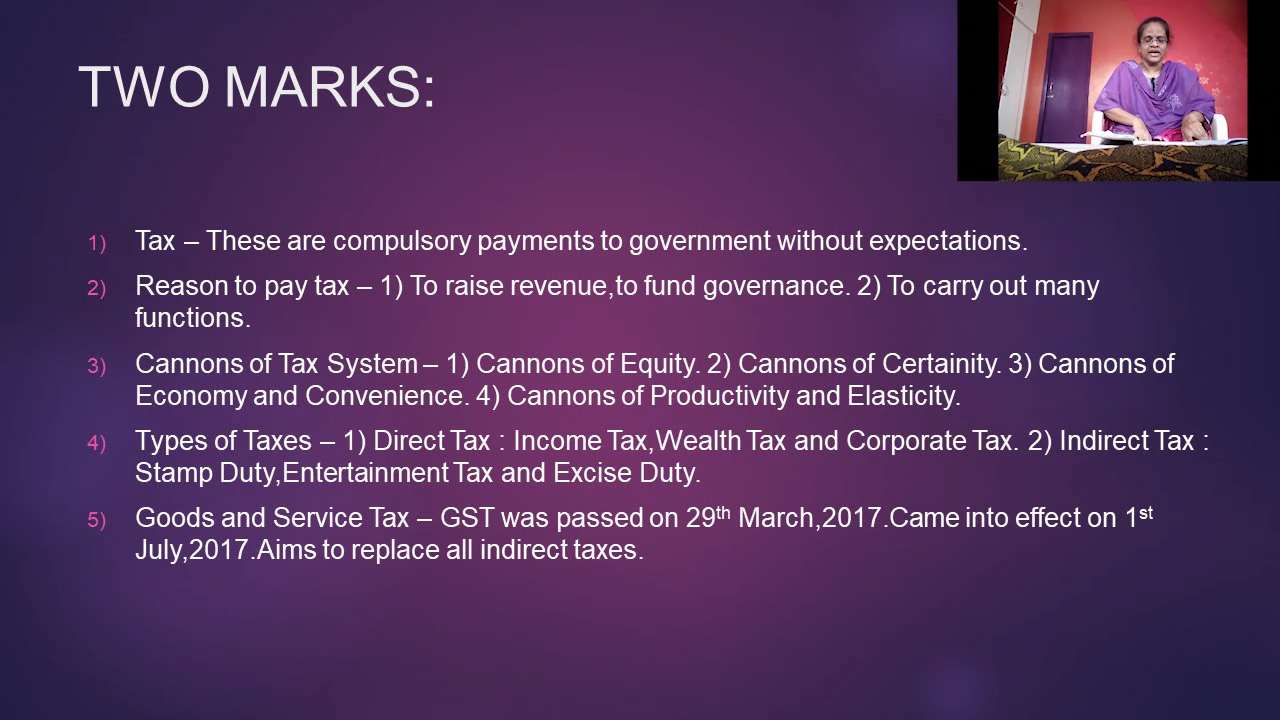 TWO MARKS:
1) Tax – These are compulsory payments to government without expectations.
2) Reason to pay tax – 1) To raise revenue,to fund governance. 2) To carry out many
functions.
3) Cannons of Tax System – 1) Cannons of Equity. 2) Cannons of Certainity. 3) Cannons of
Economy and Convenience. 4) Cannons of Productivity and Elasticity.
4) Types of Taxes – 1) Direct Tax : Income Tax,Wealth Tax and Corporate Tax. 2) Indirect Tax :
Stamp Duty,Entertainment Tax and Excise Duty.
5) Goods and Service Tax – GST was passed on 29th March,2017.Came into effect on 1st
July,2017.Aims to replace all indirect taxes.